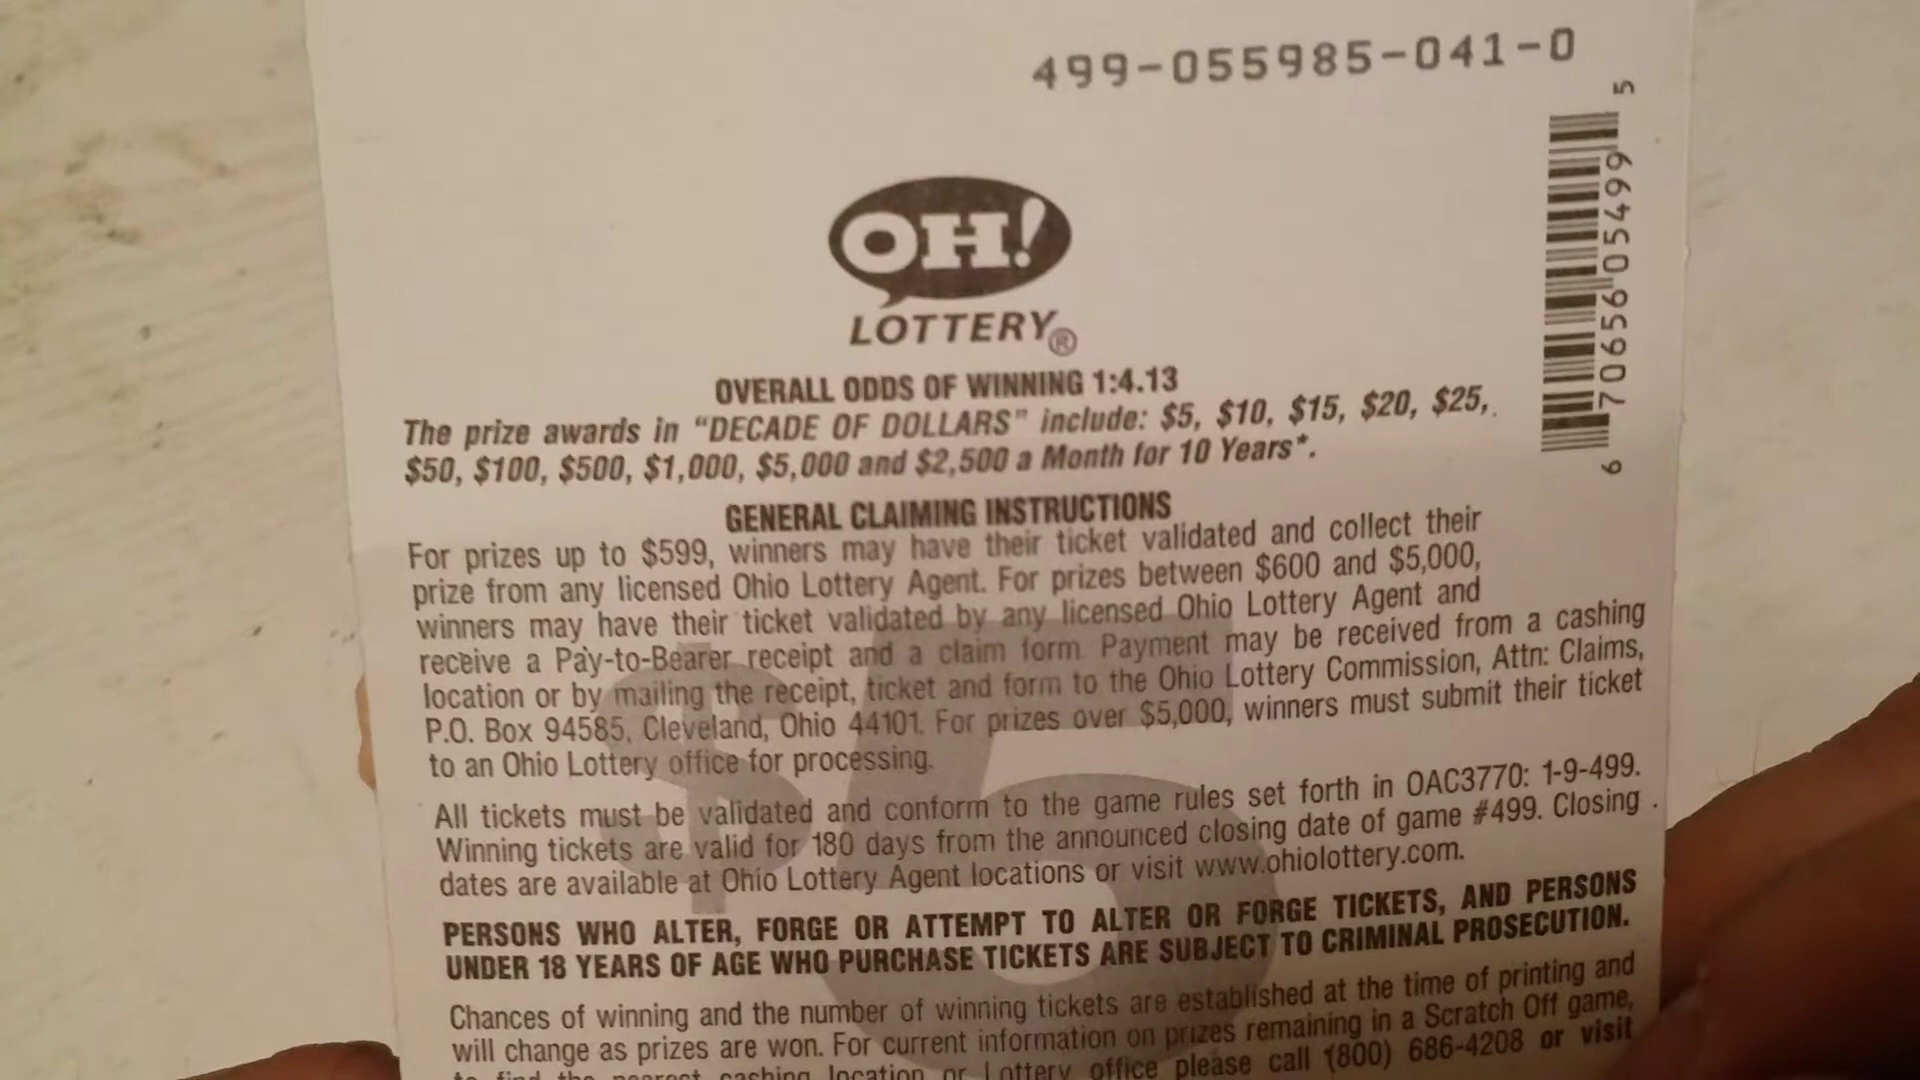 499-055985-041-0
6 70656 05499 5
OH!
LOTTERY®
OVERALL ODDS OF WINNING 1:4.13
The prize awards in “DECADE OF DOLLARS” include: $5, $10, $15, $20, $25,
$50, $100, $500, $1,000, $5,000 and $2,500 a Month for 10 Years*.
GENERAL CLAIMING INSTRUCTIONS
For prizes up to $599, winners may have their ticket validated and collect their
prize from any licensed Ohio Lottery Agent. For prizes between $600 and $5,000,
winners may have their ticket validated by any licensed Ohio Lottery Agent and
receive a Pay-to-Bearer receipt and a claim form. Payment may be received from a cashing
location or by mailing the receipt, ticket and form to the Ohio Lottery Commission, Attn: Claims,
P.O. Box 94585, Cleveland, Ohio 44101. For prizes over $5,000, winners must submit their ticket
to an Ohio Lottery office for processing.
$5
All tickets must be validated and conform to the game rules set forth in OAC3770: 1-9-499.
Winning tickets are valid for 180 days from the announced closing date of game #499. Closing
dates are available at Ohio Lottery Agent locations or visit www.ohiolottery.com.
PERSONS WHO ALTER, FORGE OR ATTEMPT TO ALTER OR FORGE TICKETS, AND PERSONS
UNDER 18 YEARS OF AGE WHO PURCHASE TICKETS ARE SUBJECT TO CRIMINAL PROSECUTION.
Chances of winning and the number of winning tickets are established at the time of printing and
will change as prizes are won. For current information on prizes remaining in a Scratch Off game,
to find the nearest cashing location or Lottery office please call 1(800) 686-4208 or visit